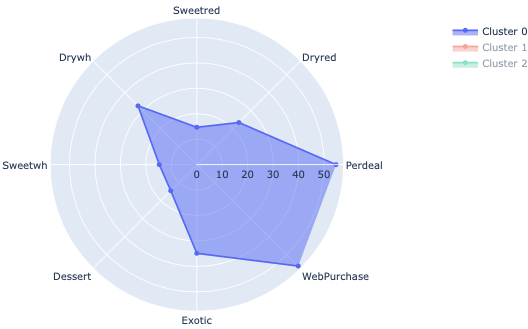 Sweetred
Drywh
Dryred
Cluster 0
Cluster 1
Cluster 2
Sweetwh
0 10 20 30 40 50
Perdeal
Dessert
WebPurchase
Exotic